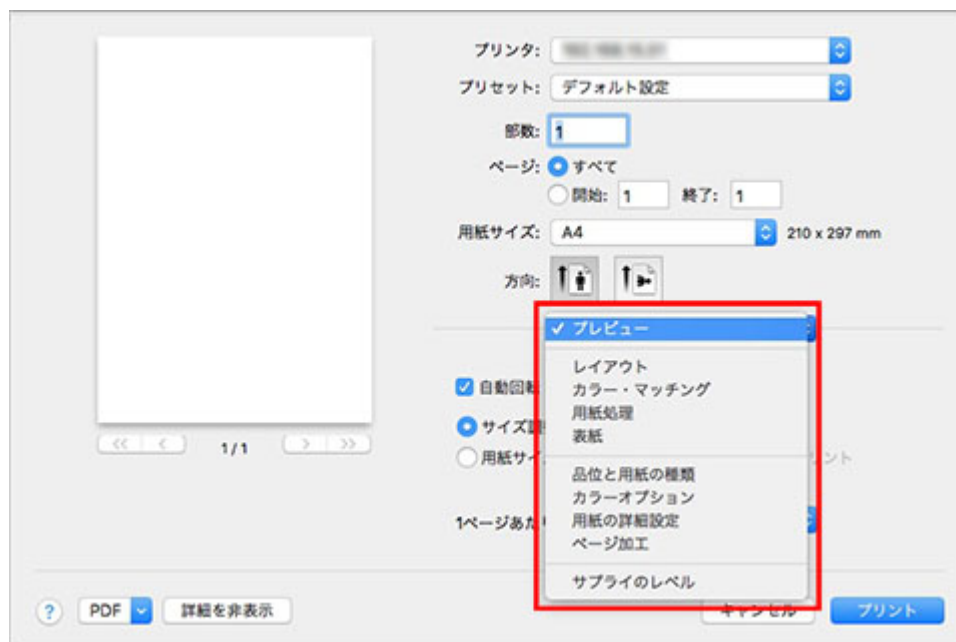 プリンタ:
プリセット: デフォルト設定
部数: 1
ページ: すべて
開始: 1 終了: 1
用紙サイズ: A4 210 x 297 mm
方向:
✓ プレビュー
レイアウト
カラー・マッチング
用紙処理
表紙
品位と用紙の種類
カラーオプション
用紙の詳細設定
ページ加工
サプライのレベル
自動回転
サイズ調
用紙サイ
ント
1ページあた
<< < 1 / 1 > >>
? PDF 詳細を非表示 キャンセル プリント